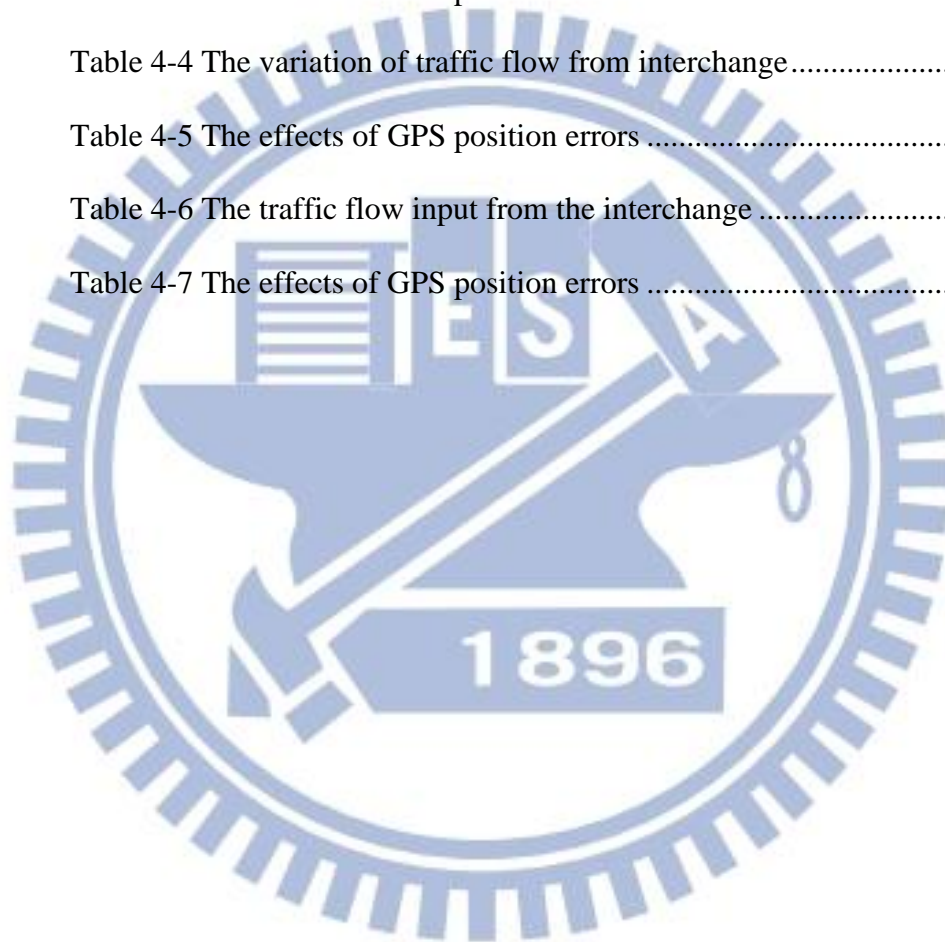 Table 4-4 The variation of traffic flow from interchange....................
Table 4-5 The effects of GPS position errors .....................................
Table 4-6 The traffic flow input from the interchange ........................
Table 4-7 The effects of GPS position errors .....................................
E S A
1896